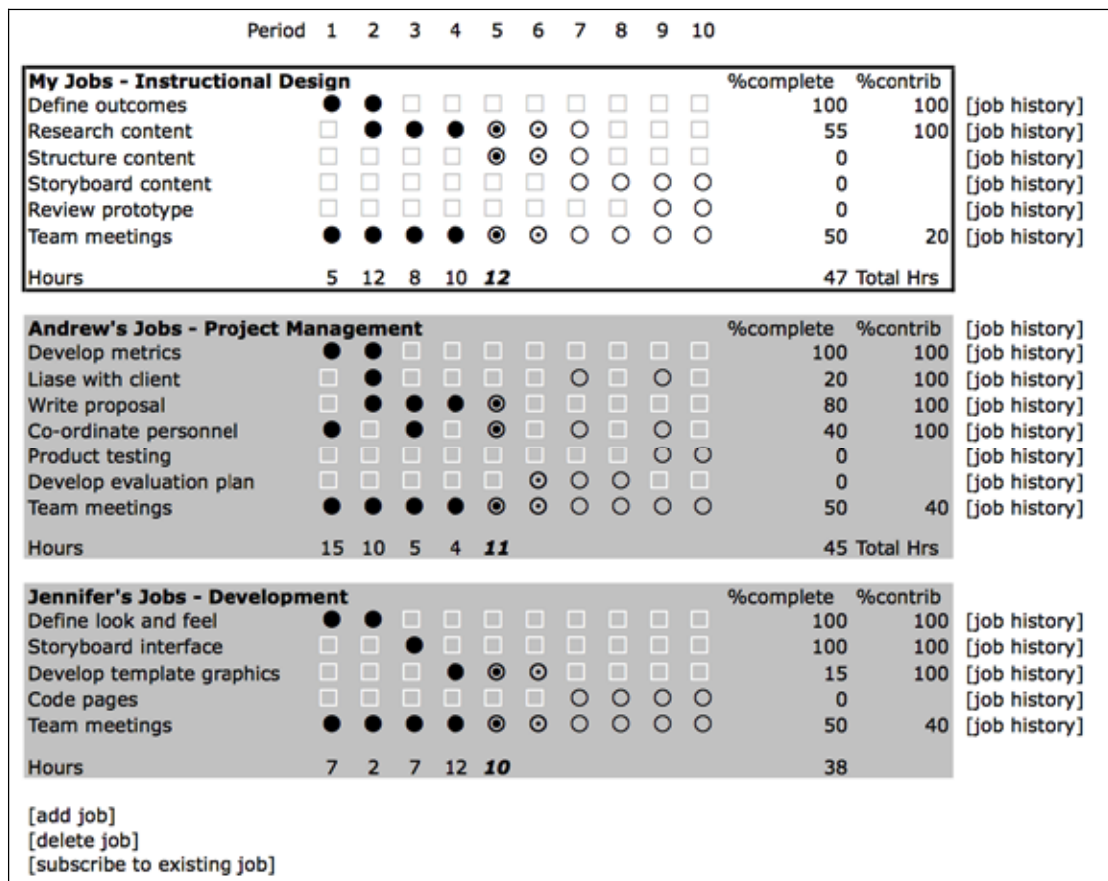 Period 1 2 3 4 5 6 7 8 9 10
My Jobs - Instructional Design %complete %contrib
Define outcomes 100 100 [job history]
Research content 55 100 [job history]
Structure content 0 [job history]
Storyboard content 0 [job history]
Review prototype 0 [job history]
Team meetings 50 20 [job history]
Hours 5 12 8 10 12 47 Total Hrs
Andrew's Jobs - Project Management %complete %contrib [job history]
Develop metrics 100 100 [job history]
Liase with client 20 100 [job history]
Write proposal 80 100 [job history]
Co-ordinate personnel 40 100 [job history]
Product testing 0 [job history]
Develop evaluation plan 0 [job history]
Team meetings 50 40 [job history]
Hours 15 10 5 4 11 45 Total Hrs
Jennifer's Jobs - Development %complete %contrib
Define look and feel 100 100 [job history]
Storyboard interface 100 100 [job history]
Develop template graphics 15 100 [job history]
Code pages 0 [job history]
Team meetings 50 40 [job history]
Hours 7 2 7 12 10 38
[add job]
[delete job]
[subscribe to existing job]